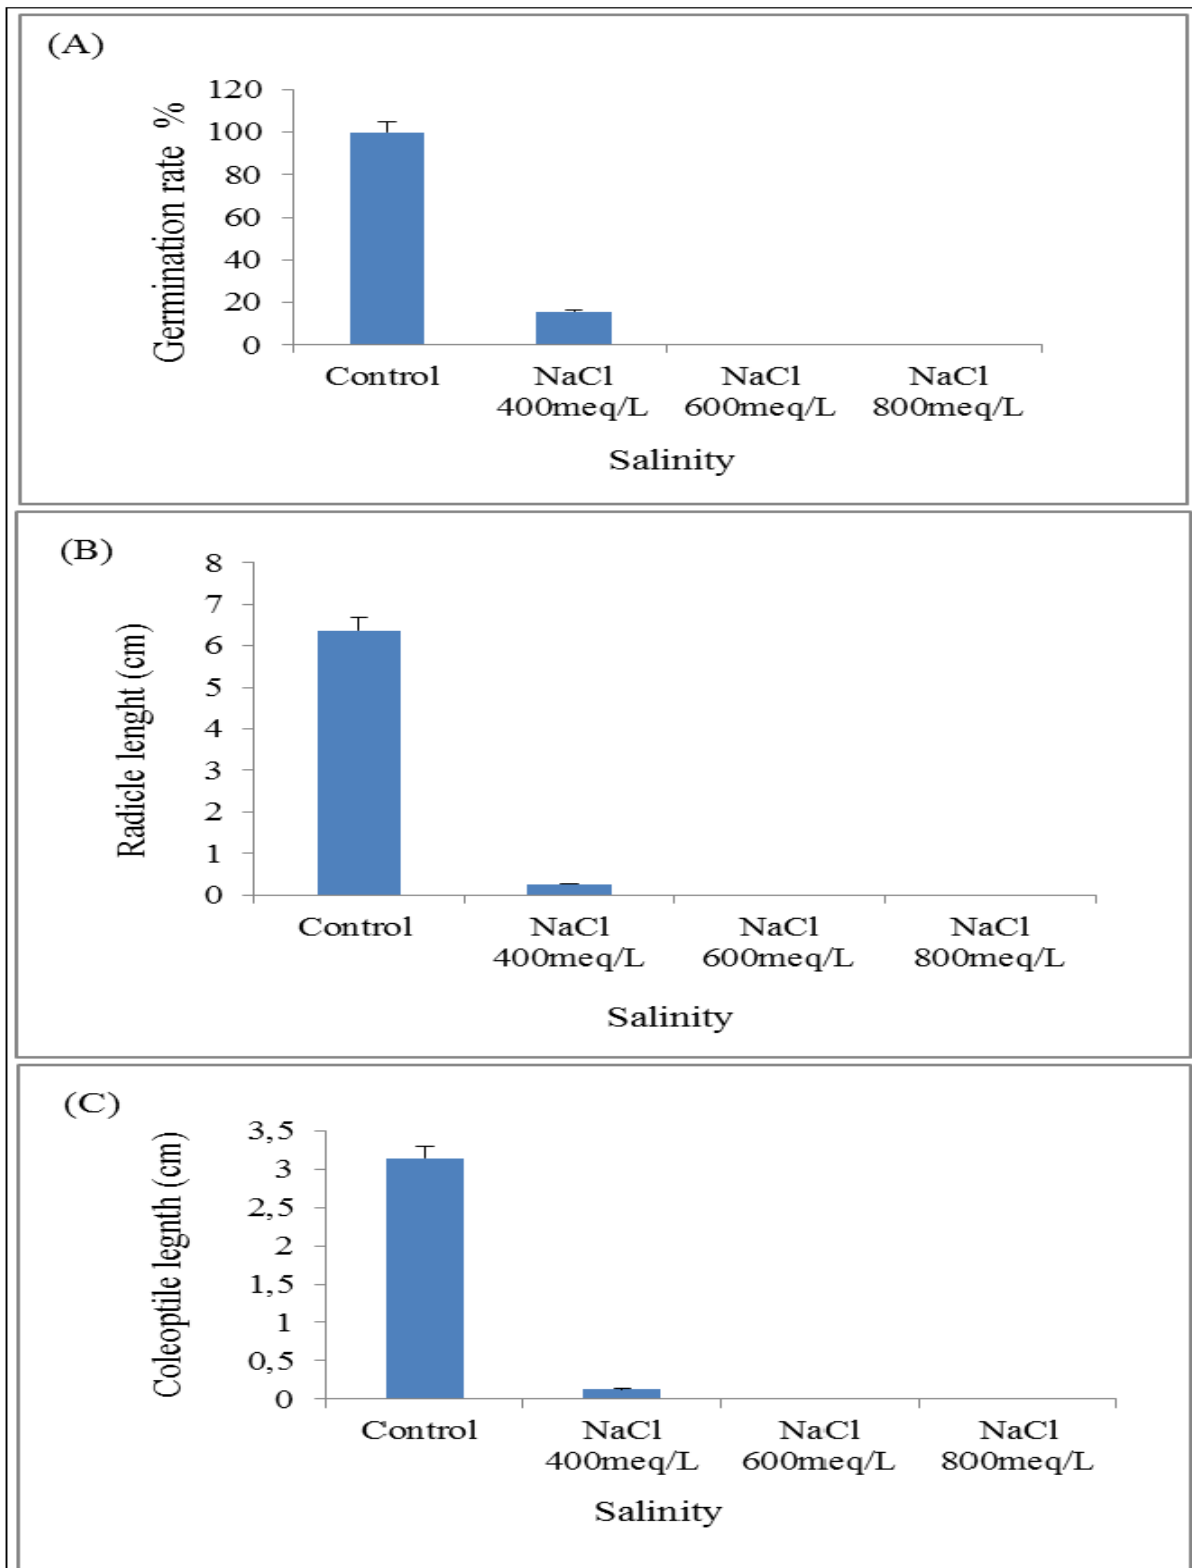 (A)
Germination rate %
120
100
80
60
40
20
0
Control
NaCl
400meq/L
NaCl
600meq/L
NaCl
800meq/L
Salinity
(B)
Radicle lenght (cm)
8
7
6
5
4
3
2
1
0
Control
NaCl
400meq/L
NaCl
600meq/L
NaCl
800meq/L
Salinity
(C)
Coleoptile legnth (cm)
3,5
3
2,5
2
1,5
1
0,5
0
Control
NaCl
400meq/L
NaCl
600meq/L
NaCl
800meq/L
Salinity